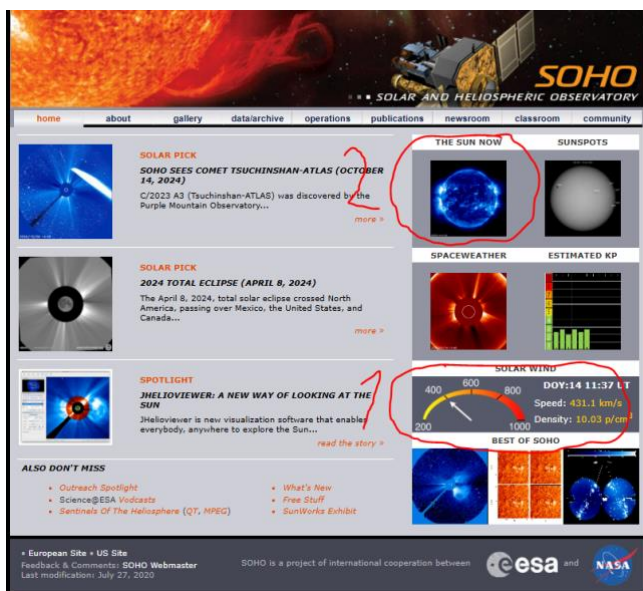 SOHO
SOLAR AND HELIOSPHERIC OBSERVATORY
home about gallery data/archive operations publications newsroom classroom community
SOLAR PICK
SOHO SEES COMET TSUCHINSHAN-ATLAS (OCTOBER
14, 2024)
C/2023 A3 (Tsuchinshan-ATLAS) was discovered by the
Purple Mountain Observatory...
more »
SOLAR PICK
2024 TOTAL ECLIPSE (APRIL 8, 2024)
The April 8, 2024, total solar eclipse crossed North
America, passing over Mexico, the United States, and
Canada...
more »
SPOTLIGHT
JHELIOVIEWER: A NEW WAY OF LOOKING AT THE
SUN
JHelioviewer is new visualization software that enables
everybody, anywhere to explore the Sun...
read the story »
ALSO DON'T MISS
• Outreach Spotlight
• Science@ESA Vodcasts
• Sentinels Of The Heliosphere (QT, MPEG)
• What's New
• Free Stuff
• SunWorks Exhibit
2
THE SUN NOW
SUNSPOTS
SPACEWEATHER
ESTIMATED KP
1
SOLAR WIND
200 400 600 800 1000
DOY:14 11:37 UT
Speed: 431.1 km/s
Density: 10.03 p/cm³
BEST OF SOHO
• European Site • US Site
Feedback & Comments: SOHO Webmaster
Last modification: July 27, 2020
SOHO is a project of international cooperation between esa and NASA